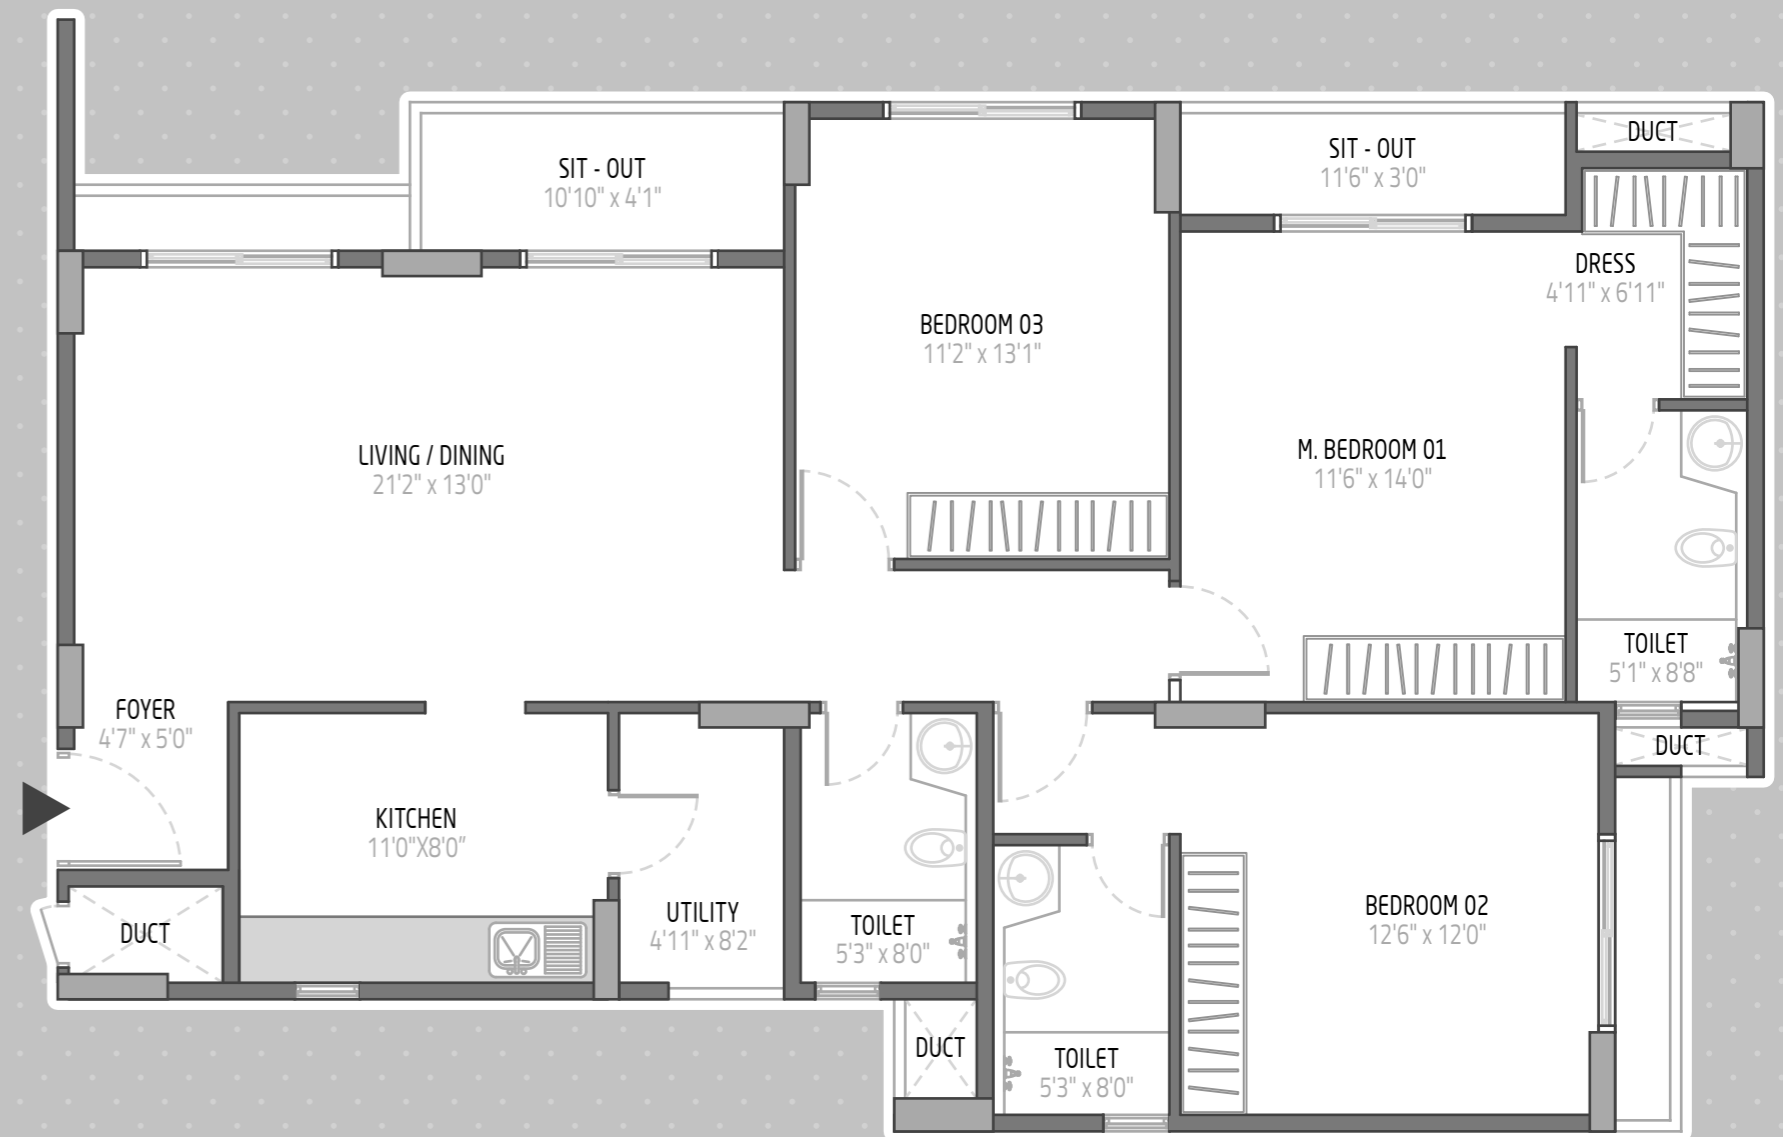 DUCT
SIT - OUT
11'6" x 3'0"
SIT - OUT
10'10" x 4'1"
DRESS
4'11" x 6'11"
BEDROOM 03
11'2" x 13'1"
LIVING / DINING
21'2" x 13'0"
M. BEDROOM 01
11'6" x 14'0"
TOILET
5'1" x 8'8"
FOYER
4'7" x 5'0"
DUCT
KITCHEN
11'0"X8'0"
UTILITY
4'11" x 8'2"
TOILET
5'3" x 8'0"
BEDROOM 02
12'6" x 12'0"
DUCT
DUCT
TOILET
5'3" x 8'0"